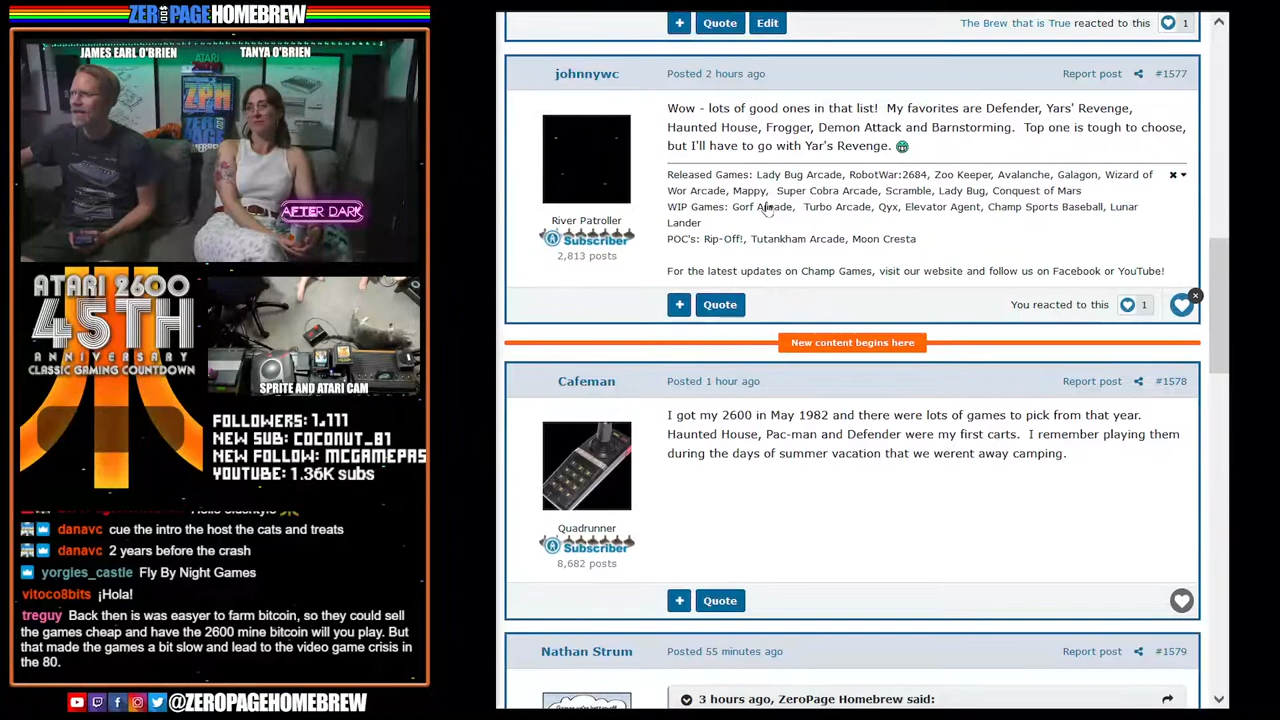 ZEROPAGE HOMEBREW
JAMES EARL O'BRIEN
TANYA O'BRIEN
ATARI
ZPH
ZERO
PAGE
AFTER DARK
ATARI 2600
45TH
ANNIVERSARY
CLASSIC GAMING COUNTDOWN
SPRITE AND ATARI CAM
FOLLOWERS: 1,111
NEW SUB: COCONUT_81
NEW FOLLOW: MCGAMEPAS
YOUTUBE: 1.36K subs
danavc cue the intro the host the cats and treats
danavc 2 years before the crash
yorgies_castle Fly By Night Games
vitoco8bits ¡Hola!
treguy Back then is was easyer to farm bitcoin, so they could sell
the games cheap and have the 2600 mine bitcoin will you play. But
that made the games a bit slow and lead to the video game crisis in
the 80.
@ZEROPAGEHOMEBREW
+ Quote Edit
The Brew that is True reacted to this 1
johnnywc
Posted 2 hours ago
Report post #1577
River Patroller
Subscriber
2,813 posts
Wow - lots of good ones in that list! My favorites are Defender, Yars' Revenge,
Haunted House, Frogger, Demon Attack and Barnstorming. Top one is tough to choose,
but I'll have to go with Yar's Revenge.
Released Games: Lady Bug Arcade, RobotWar:2684, Zoo Keeper, Avalanche, Galagon, Wizard of
Wor Arcade, Mappy, Super Cobra Arcade, Scramble, Lady Bug, Conquest of Mars
WIP Games: Gorf Arcade, Turbo Arcade, Qyx, Elevator Agent, Champ Sports Baseball, Lunar
Lander
POC's: Rip-Off!, Tutankham Arcade, Moon Cresta
For the latest updates on Champ Games, visit our website and follow us on Facebook or YouTube!
+ Quote
You reacted to this 1
New content begins here
Cafeman
Posted 1 hour ago
Report post #1578
Quadrunner
Subscriber
8,682 posts
I got my 2600 in May 1982 and there were lots of games to pick from that year.
Haunted House, Pac-man and Defender were my first carts. I remember playing them
during the days of summer vacation that we werent away camping.
+ Quote
Nathan Strum
Posted 55 minutes ago
Report post #1579
3 hours ago, ZeroPage Homebrew said: